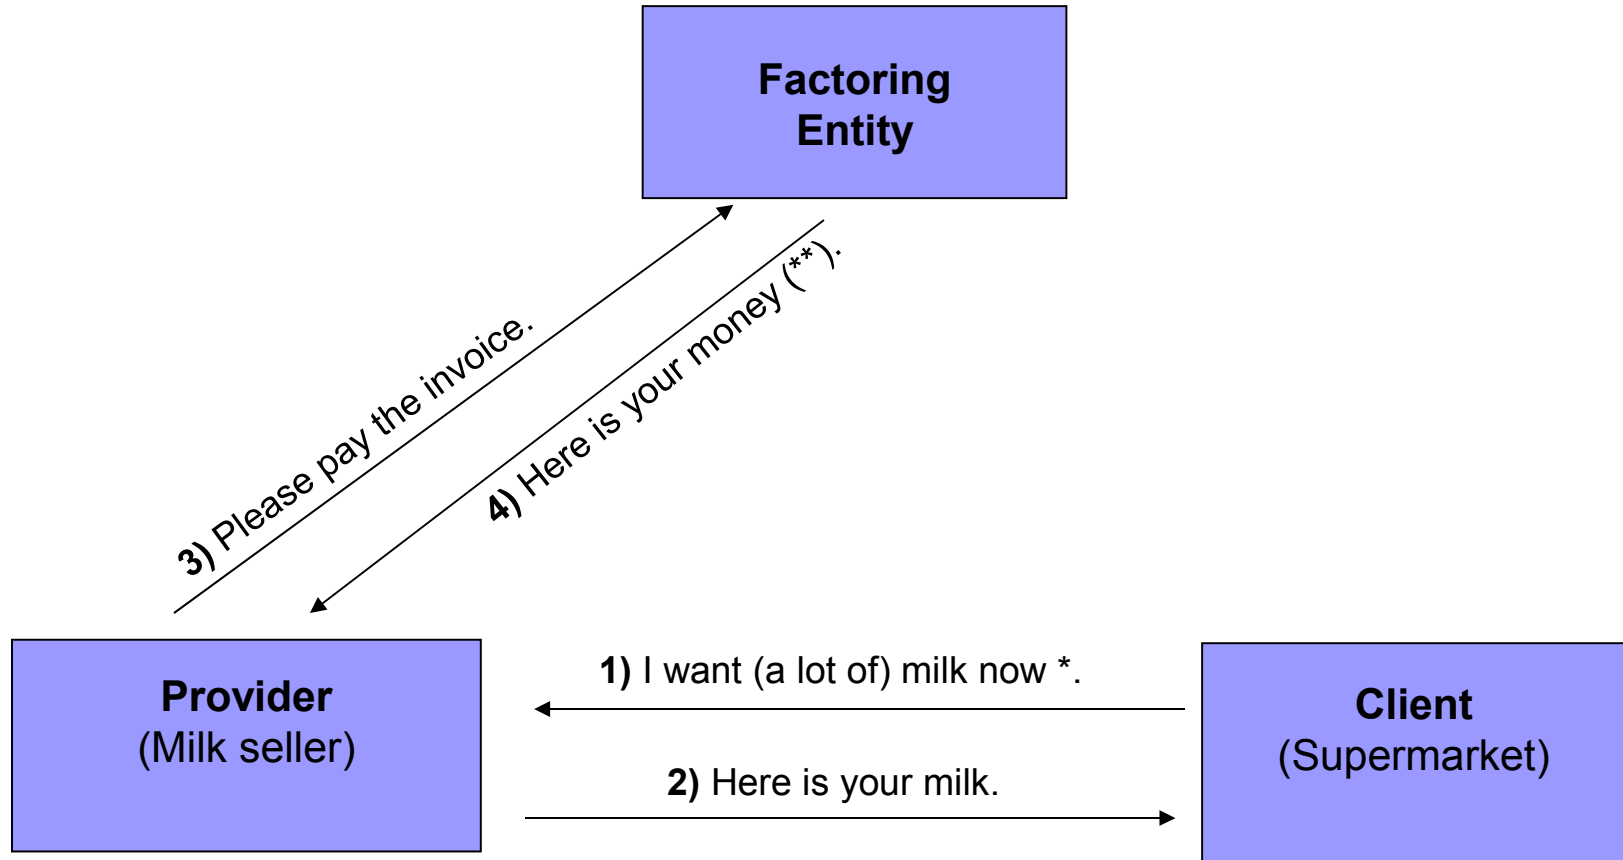 Factoring
Entity
3) Please pay the invoice.
4) Here is your money (**).
Provider
(Milk seller)
1) I want (a lot of) milk now *.
2) Here is your milk.
Client
(Supermarket)